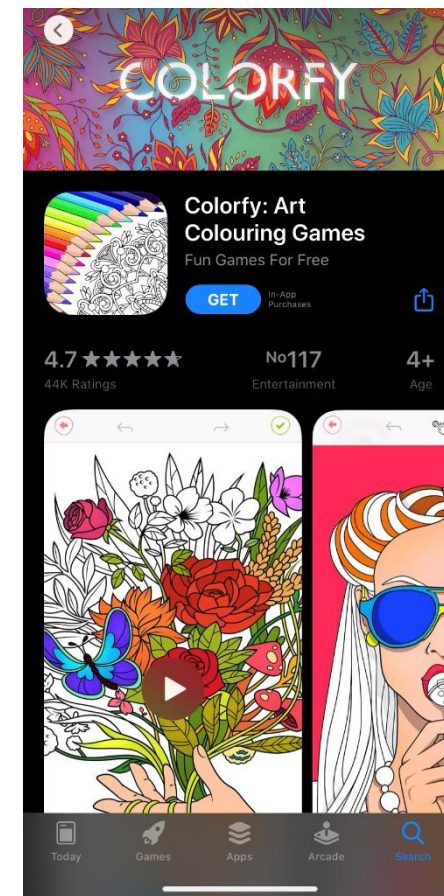 COLORFY
Colorfy: Art
Colouring Games
Fun Games For Free
GET
In-App
Purchases
4.7
No117
4+
44K Ratings
Entertainment
Age
Today
Games
Apps
Arcade
Search